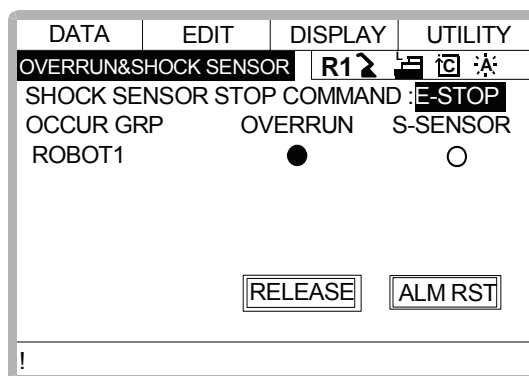 DATA EDIT DISPLAY UTILITY
OVERRUN&SHOCK SENSOR R1 C A
SHOCK SENSOR STOP COMMAND :E-STOP
OCCUR GRP OVERRUN S-SENSOR
ROBOT1
RELEASE ALM RST
!